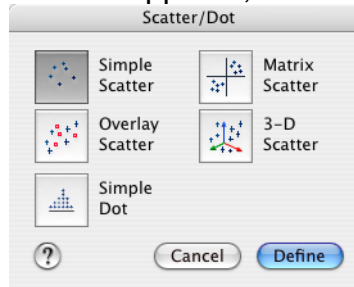 Scatter/Dot
Simple
Scatter
Matrix
Scatter
Overlay
Scatter
3-D
Scatter
Simple
Dot
?
Cancel
Define